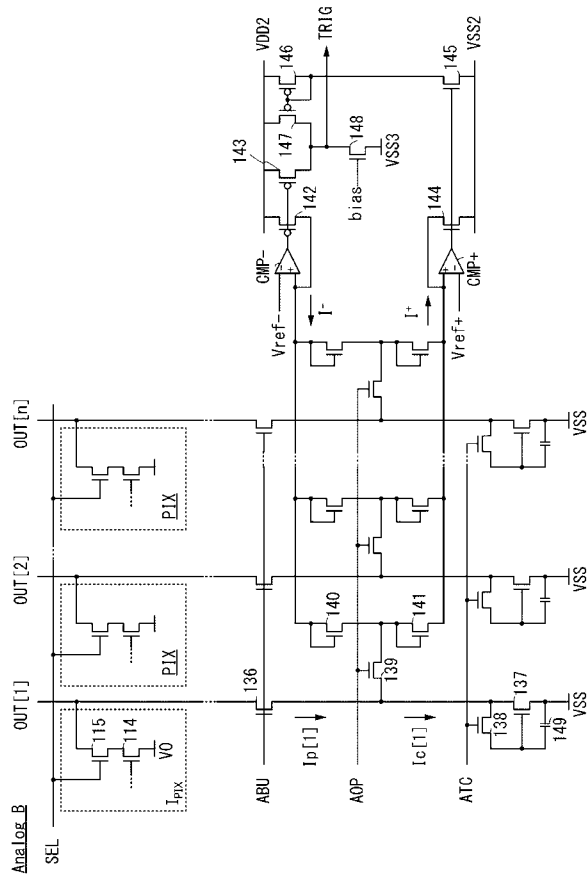 Analog B
OUT[1]
OUT[2]
OUT[n]
SEL
115
114
VO
IPIX
PIX
PIX
ABU
136
Ip[1]
AOP
139
140
141
Ic[1]
ATC
138
137
149
VSS
VSS
VSS
Vref-
CMP-
I-
I+
Vref+
CMP+
142
143
144
145
146
147
148
bias
VDD2
VSS2
VSS3
TRIG